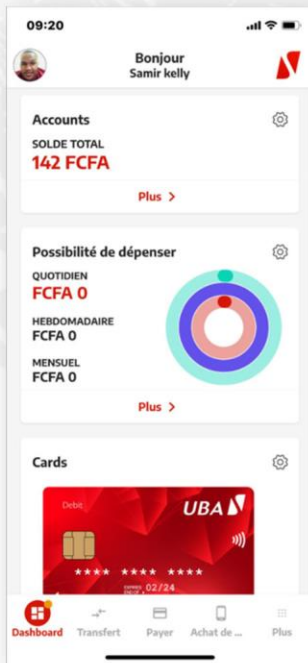 09:20
Bonjour
Samir kelly
Accounts
SOLDE TOTAL
142 FCFA
Plus >
Possibilité de dépenser
QUOTIDIEN
FCFA 0
HEBDOMADAIRE
FCFA 0
MENSUEL
FCFA 0
Plus >
Cards
Debit
UBA
**** **** ****
02/24
Dashboard Transfert Payer Achat de ... Plus